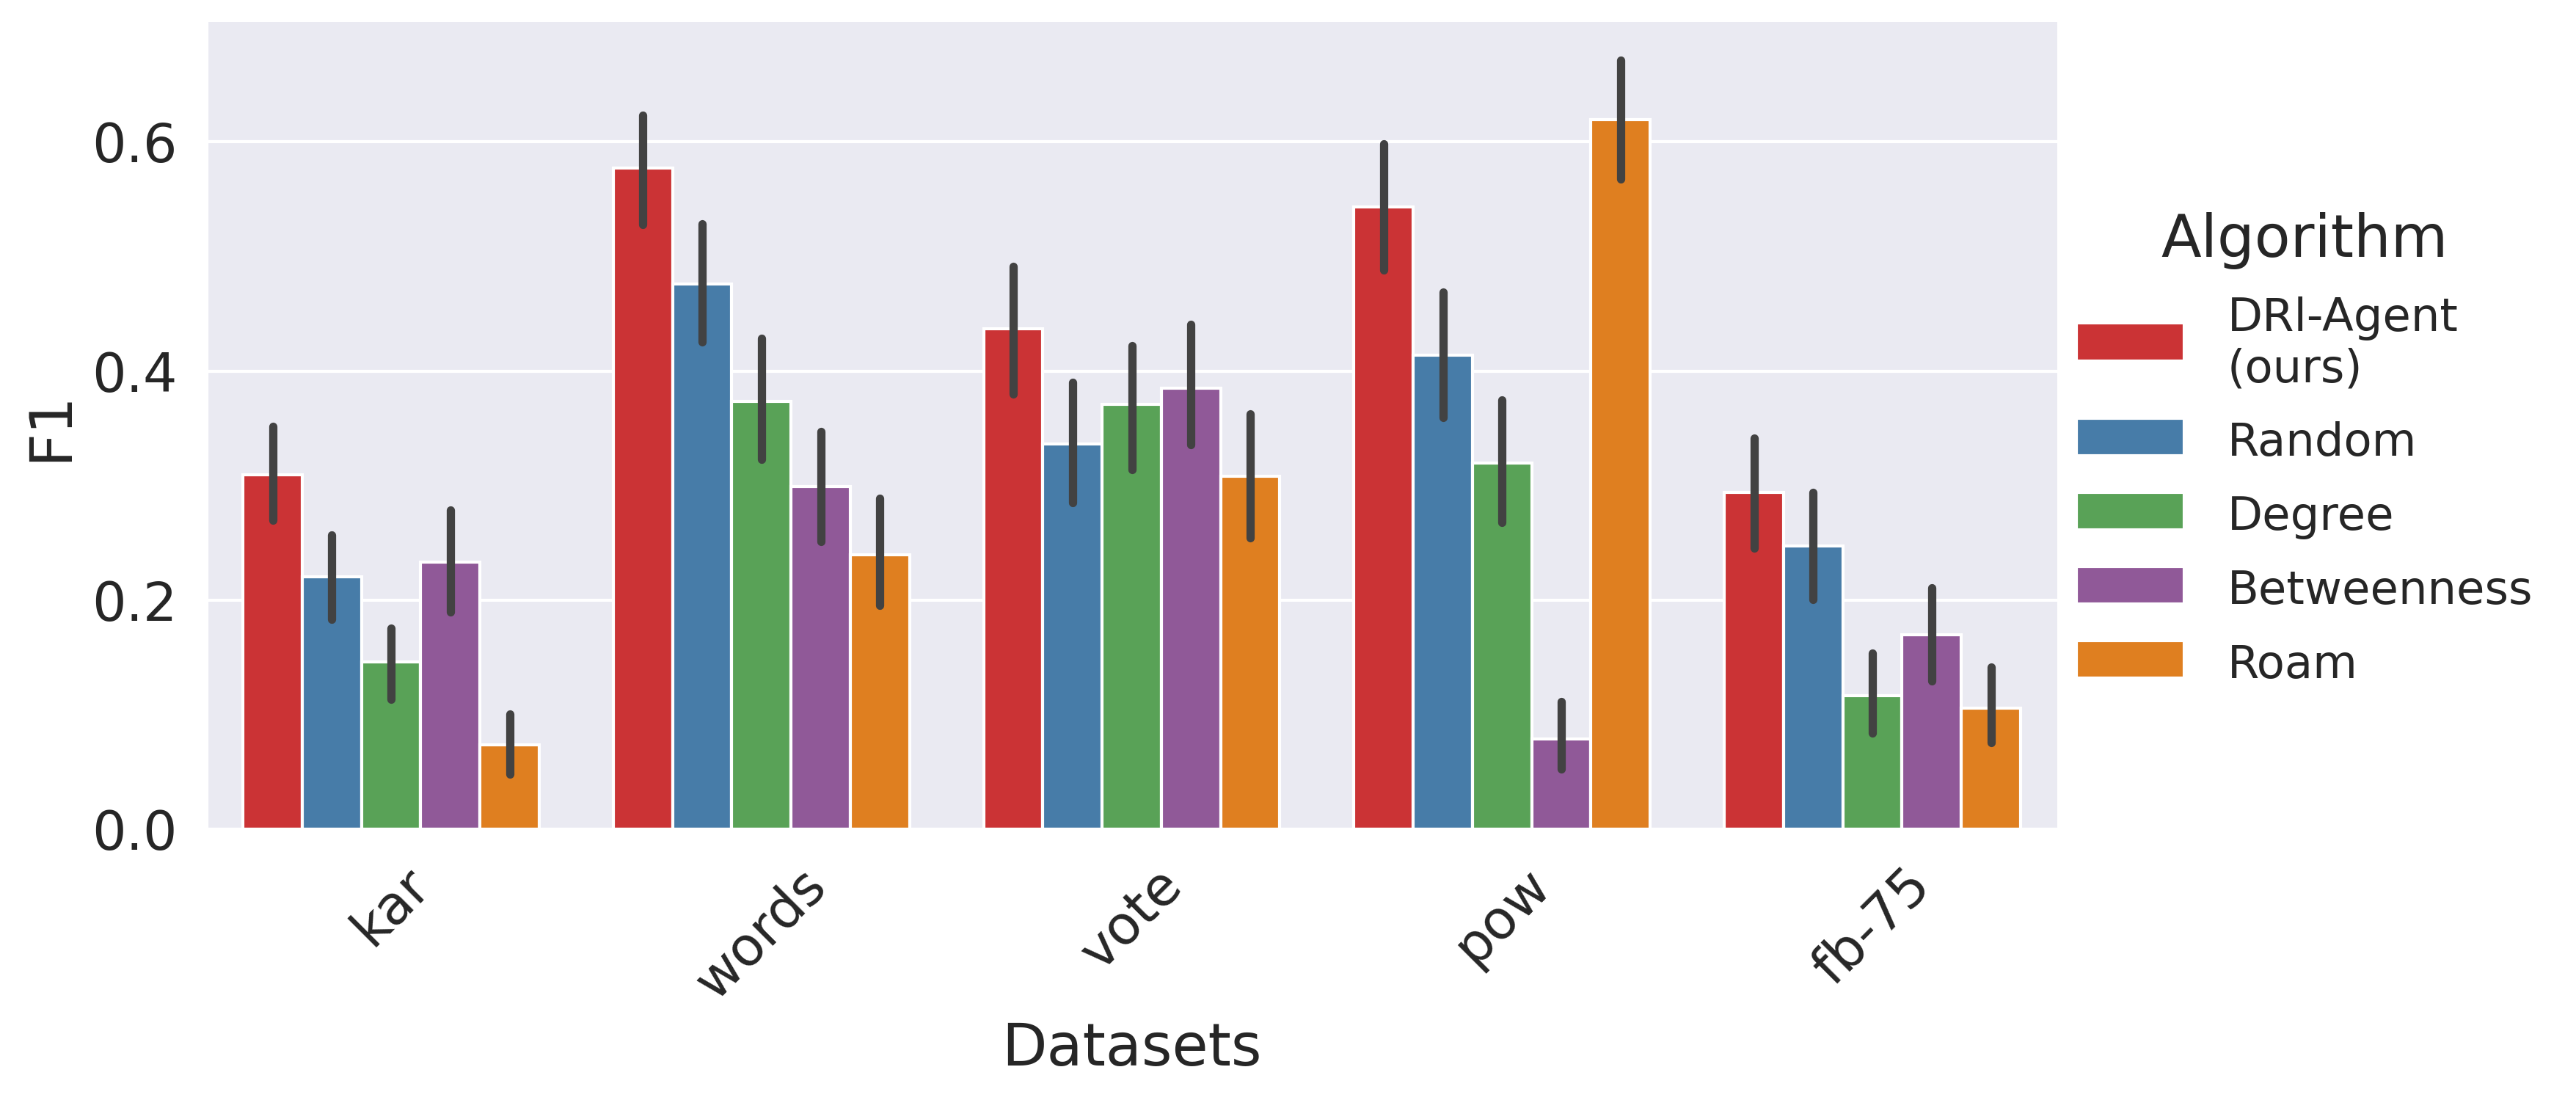 F1
0.6
0.4
0.2
0.0
kar
words
vote
pow
fb-75
Datasets
Algorithm
DRl-Agent
(ours)
Random
Degree
Betweenness
Roam